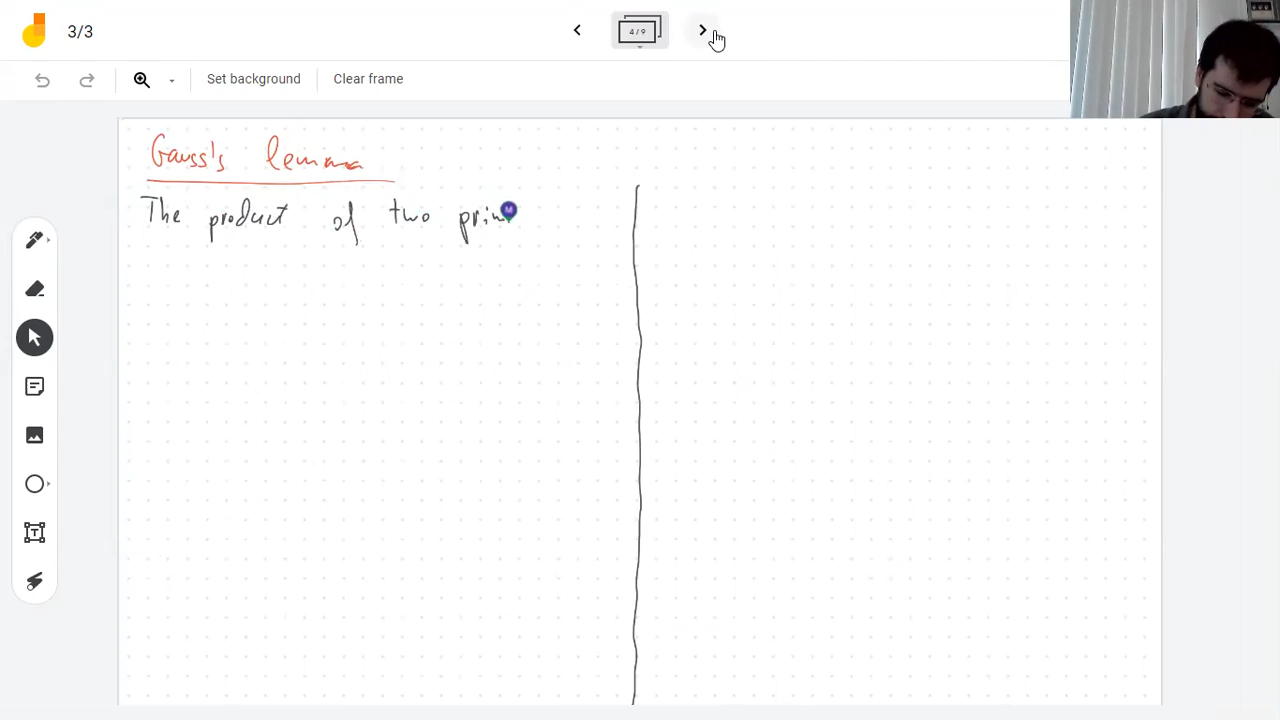 3/3
4/9
Set background
Clear frame
Gauss's lemma
The product of two prim
M